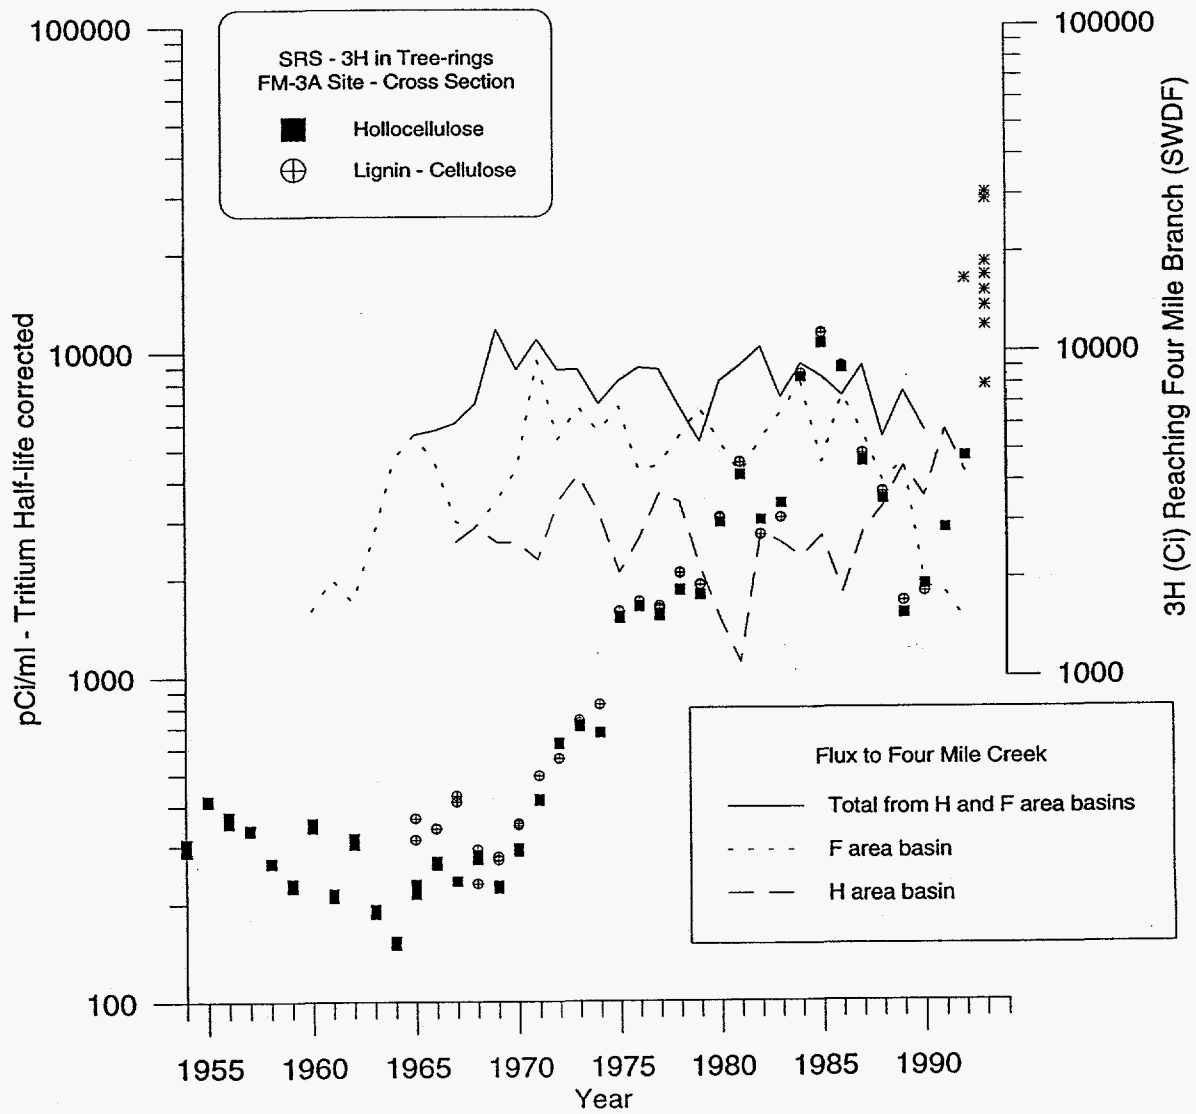 100000
10000
1000
100
pCi/ml - Tritium Half-life corrected
SRS - 3H in Tree-rings
FM-3A Site - Cross Section
Hollocellulose
Lignin - Cellulose
100000
10000
1000
3H (Ci) Reaching Four Mile Branch (SWDF)
Flux to Four Mile Creek
Total from H and F area basins
F area basin
H area basin
1955 1960 1965 1970 1975 1980 1985 1990
Year